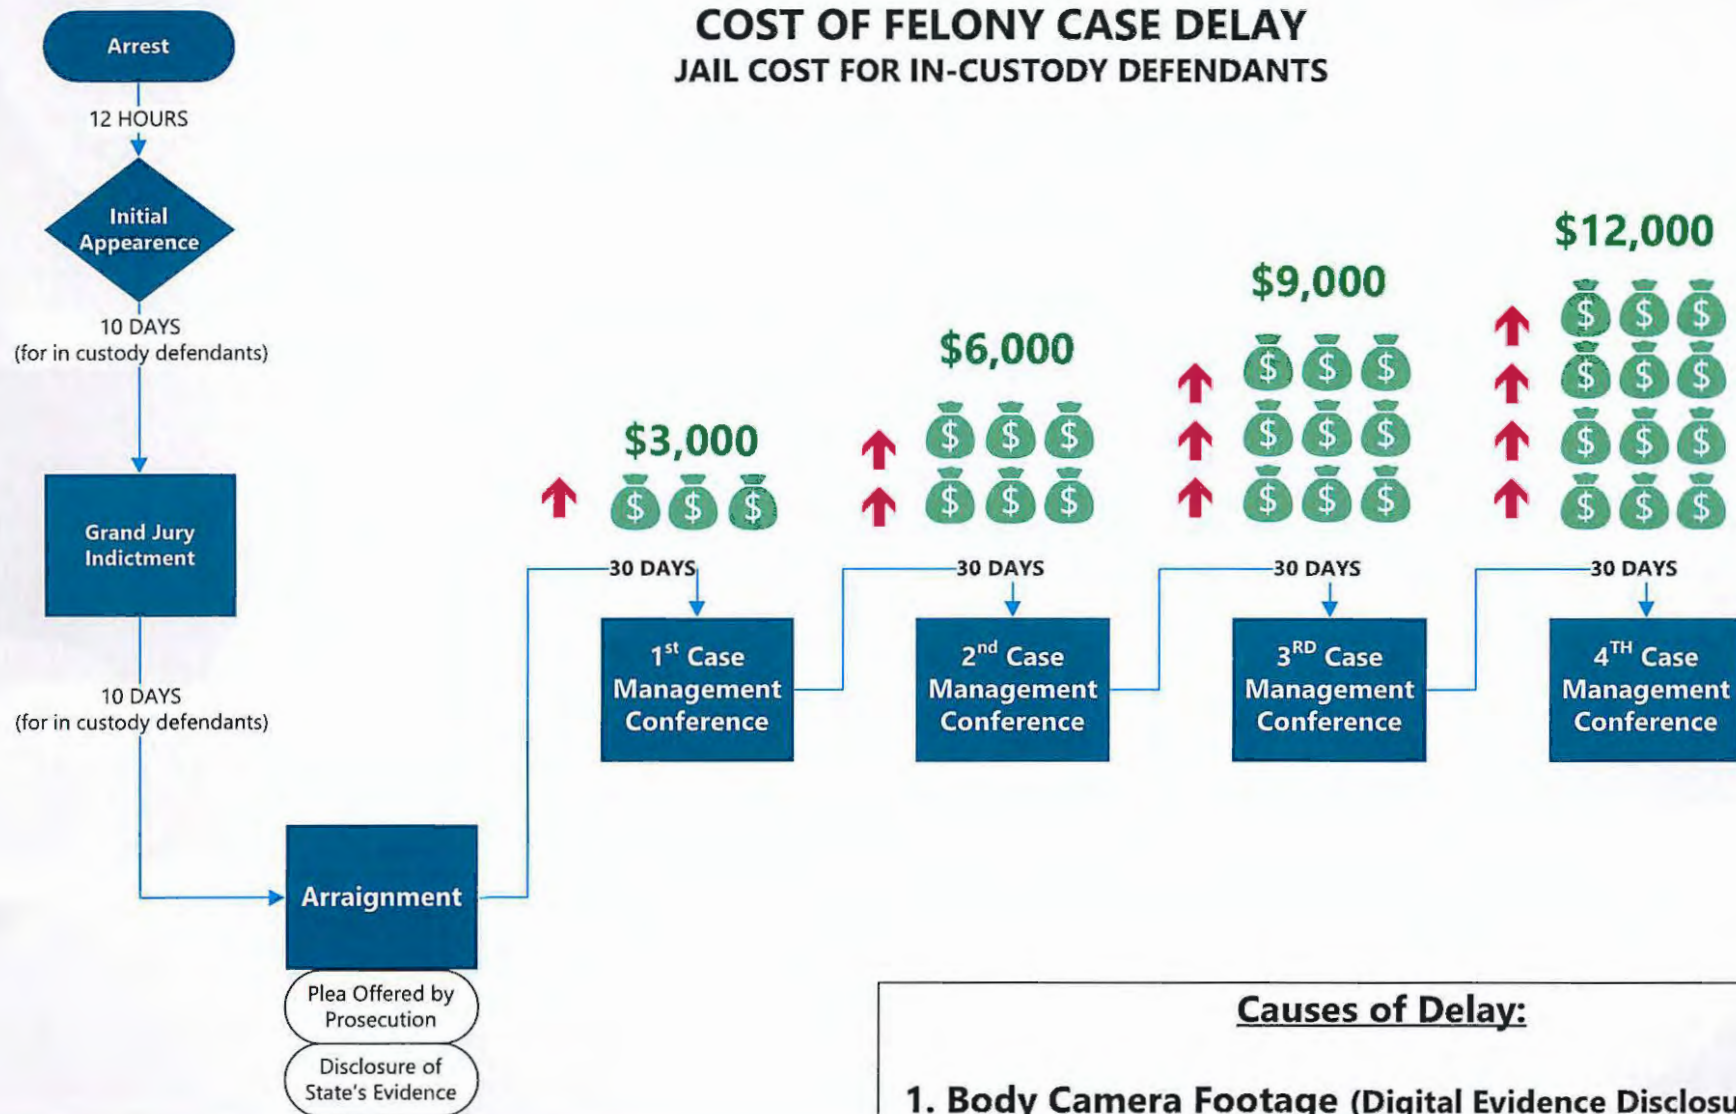 COST OF FELONY CASE DELAY
JAIL COST FOR IN-CUSTODY DEFENDANTS
Arrest
12 HOURS
Initial
Appearence
10 DAYS
(for in custody defendants)
Grand Jury
Indictment
10 DAYS
(for in custody defendants)
Arraignment
Plea Offered by
Prosecution
Disclosure of
State's Evidence
$3,000
$ $ $
30 DAYS
1st Case
Management
Conference
$6,000
$ $ $
$ $ $
30 DAYS
2nd Case
Management
Conference
$9,000
$ $ $
$ $ $
$ $ $
30 DAYS
3RD Case
Management
Conference
$12,000
$ $ $
$ $ $
$ $ $
$ $ $
30 DAYS
4TH Case
Management
Conference
Causes of Delay:
1. Body Camera Footage (Digital Evidence